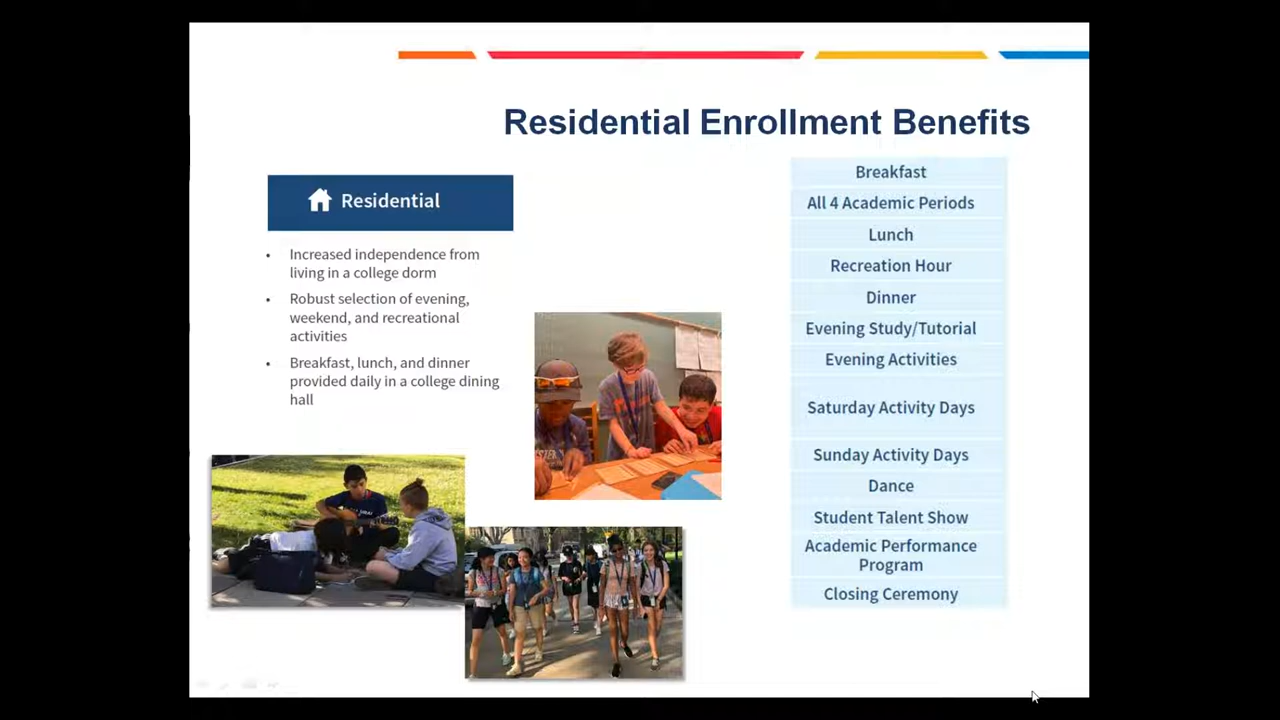 Residential Enrollment Benefits
Residential
• Increased independence from
living in a college dorm
• Robust selection of evening,
weekend, and recreational
activities
• Breakfast, lunch, and dinner
provided daily in a college dining
hall
Breakfast
All 4 Academic Periods
Lunch
Recreation Hour
Dinner
Evening Study/Tutorial
Evening Activities
Saturday Activity Days
Sunday Activity Days
Dance
Student Talent Show
Academic Performance
Program
Closing Ceremony